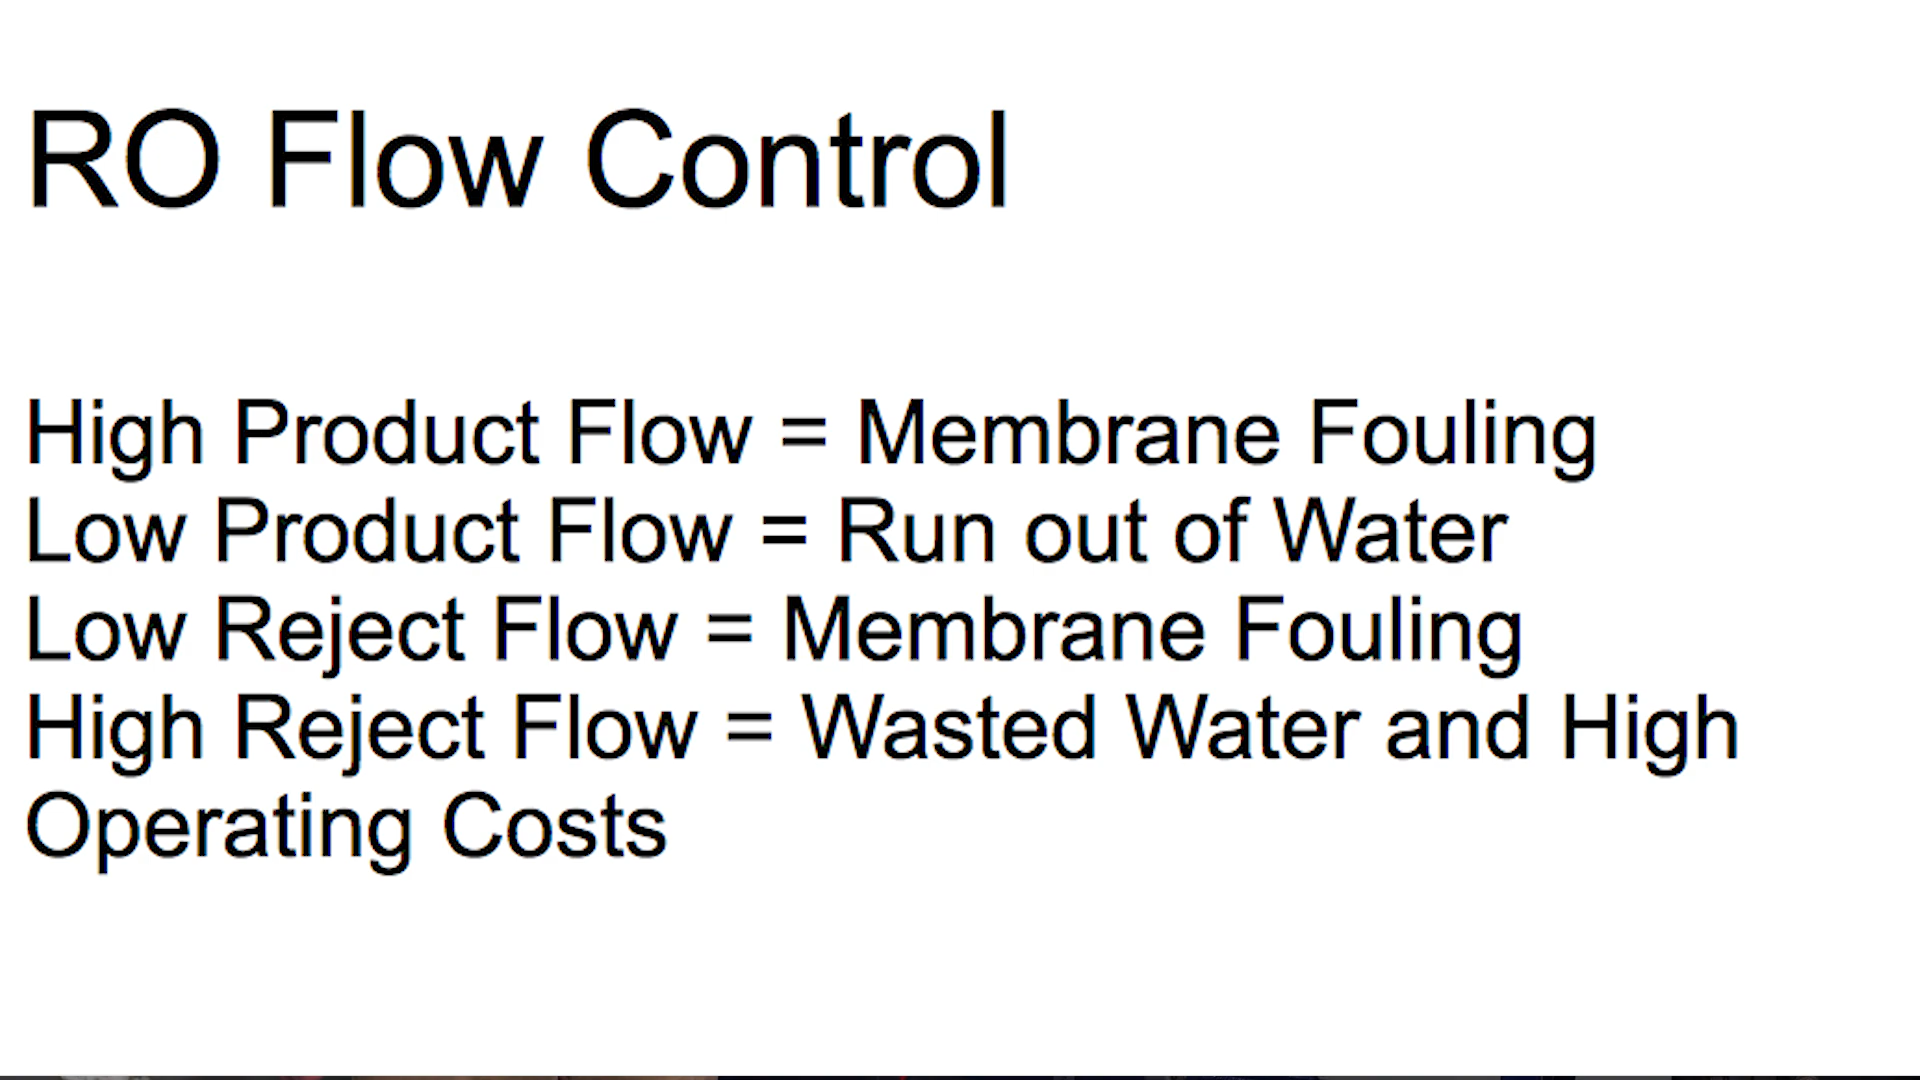 RO Flow Control
High Product Flow = Membrane Fouling
Low Product Flow = Run out of Water
Low Reject Flow = Membrane Fouling
High Reject Flow = Wasted Water and High
Operating Costs